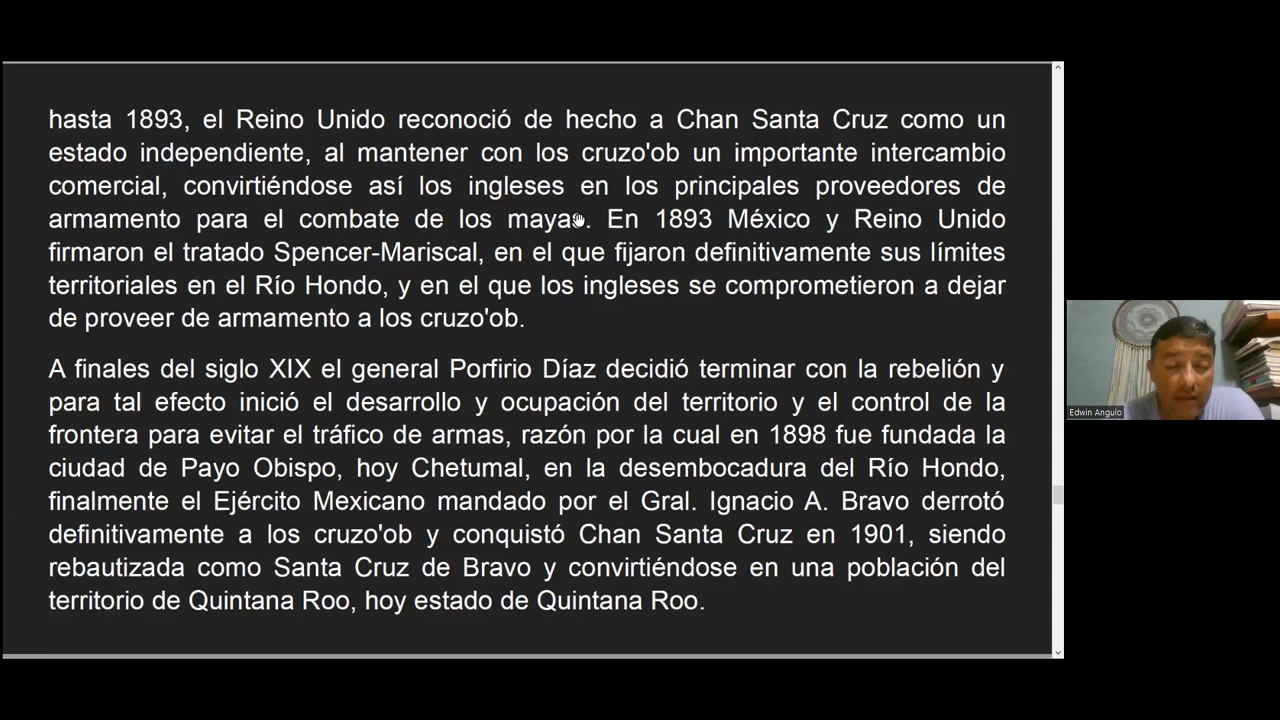 hasta 1893, el Reino Unido reconoció de hecho a Chan Santa Cruz como un
estado independiente, al mantener con los cruzo'ob un importante intercambio
comercial, convirtiéndose así los ingleses en los principales proveedores de
armamento para el combate de los mayas. En 1893 México y Reino Unido
firmaron el tratado Spencer-Mariscal, en el que fijaron definitivamente sus límites
territoriales en el Río Hondo, y en el que los ingleses se comprometieron a dejar
de proveer de armamento a los cruzo'ob.
A finales del siglo XIX el general Porfirio Díaz decidió terminar con la rebelión y
para tal efecto inició el desarrollo y ocupación del territorio y el control de la
frontera para evitar el tráfico de armas, razón por la cual en 1898 fue fundada la
ciudad de Payo Obispo, hoy Chetumal, en la desembocadura del Río Hondo,
finalmente el Ejército Mexicano mandado por el Gral. Ignacio A. Bravo derrotó
definitivamente a los cruzo'ob y conquistó Chan Santa Cruz en 1901, siendo
rebautizada como Santa Cruz de Bravo y convirtiéndose en una población del
territorio de Quintana Roo, hoy estado de Quintana Roo.
Edwin Angulo